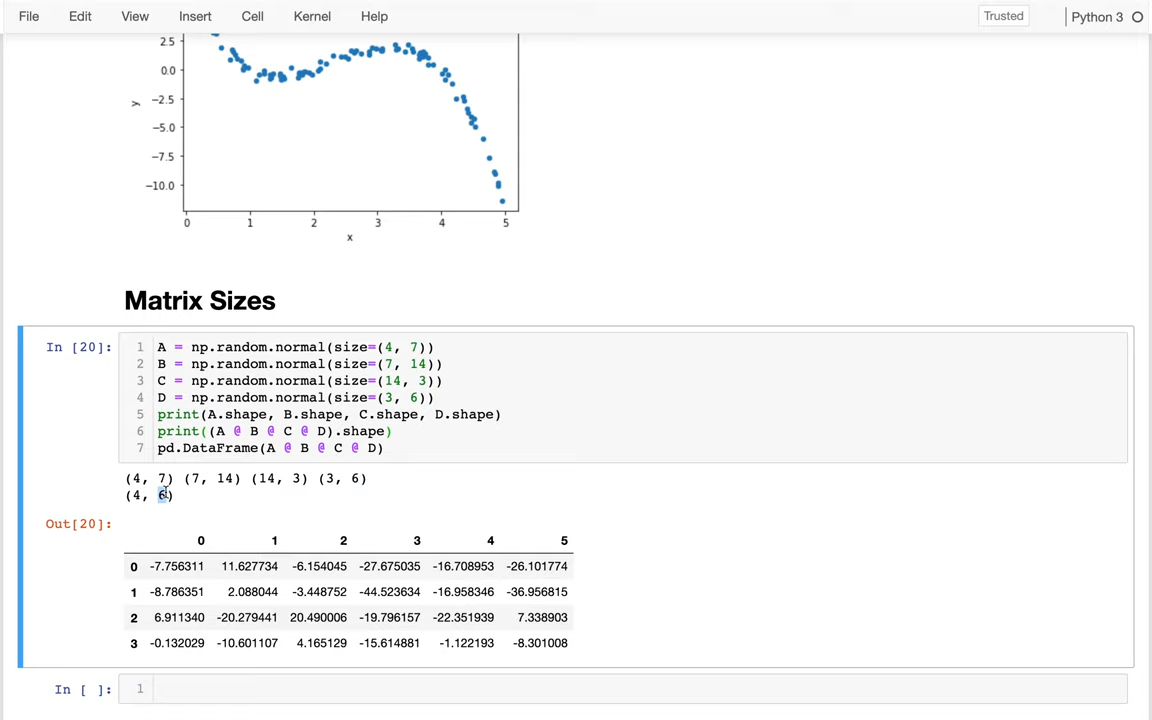 File Edit View Insert Cell Kernel Help Trusted Python 3
2.5
0.0
−2.5
−5.0
−7.5
−10.0
y
0 1 2 3 4 5
x
Matrix Sizes
In [20]:
1 A = np.random.normal(size=(4, 7))
2 B = np.random.normal(size=(7, 14))
3 C = np.random.normal(size=(14, 3))
4 D = np.random.normal(size=(3, 6))
5 print(A.shape, B.shape, C.shape, D.shape)
6 print((A @ B @ C @ D).shape)
7 pd.DataFrame(A @ B @ C @ D)
(4, 7) (7, 14) (14, 3) (3, 6)
(4, 6)
Out[20]:
0 1 2 3 4 5
0 -7.756311 11.627734 -6.154045 -27.675035 -16.708953 -26.101774
1 -8.786351 2.088044 -3.448752 -44.523634 -16.958346 -36.956815
2 6.911340 -20.279441 20.490006 -19.796157 -22.351939 7.338903
3 -0.132029 -10.601107 4.165129 -15.614881 -1.122193 -8.301008
In [ ]: 1